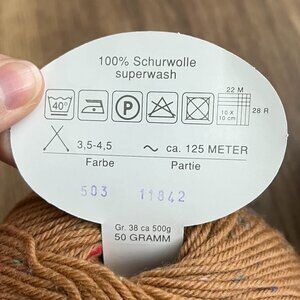 100% Schurwolle
superwash
22 M
40° P 10 X 10 cm 28 R
3,5-4,5 ~ ca. 125 METER
Farbe Partie
503 11842
Gr. 38 ca 500g
50 GRAMM